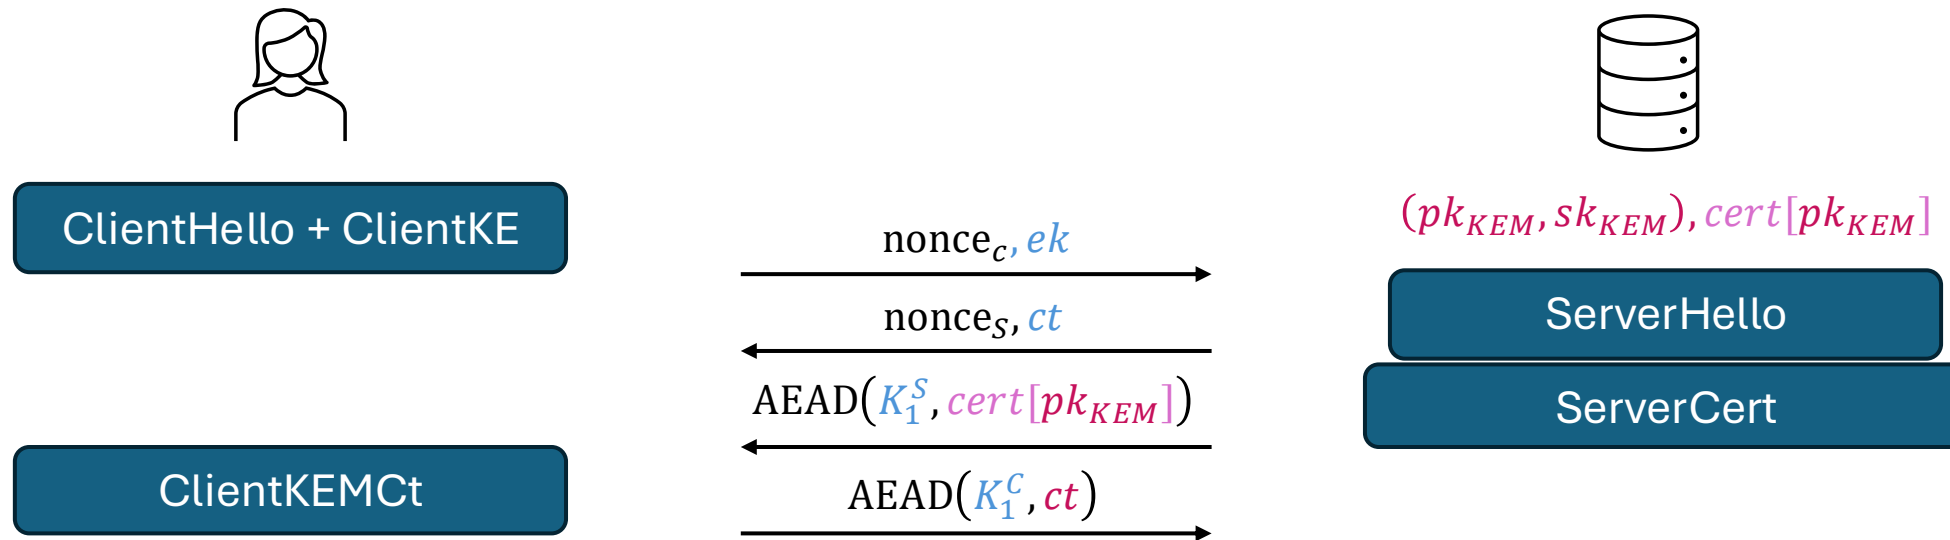 ClientHello + ClientKE
(pk_KEM, sk_KEM), cert[pk_KEM]
nonce_c, ek
ServerHello
nonce_S, ct
AEAD(K_1^S, cert[pk_KEM])
ServerCert
ClientKEMCt
AEAD(K_1^C, ct)